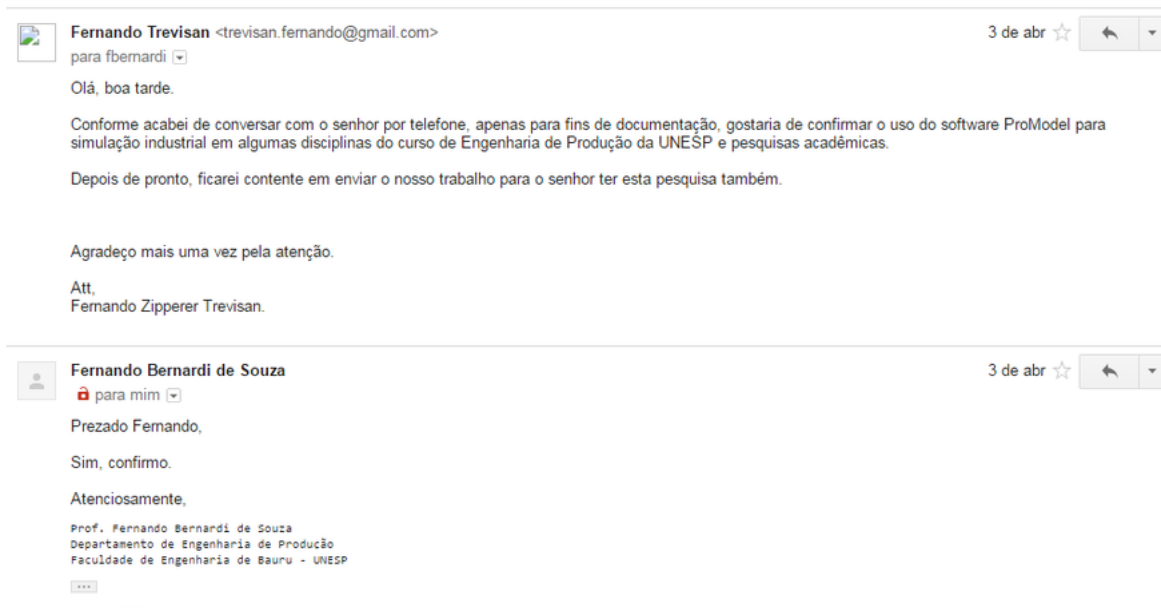 Fernando Trevisan <trevisan.fernando@gmail.com> 3 de abr
para fbernardi
Olá, boa tarde.
Conforme acabei de conversar com o senhor por telefone, apenas para fins de documentação, gostaria de confirmar o uso do software ProModel para
simulação industrial em algumas disciplinas do curso de Engenharia de Produção da UNESP e pesquisas acadêmicas.
Depois de pronto, ficarei contente em enviar o nosso trabalho para o senhor ter esta pesquisa também.
Agradeço mais uma vez pela atenção.
Att,
Fernando Zipperer Trevisan.
Fernando Bernardi de Souza 3 de abr
para mim
Prezado Fernando,
Sim, confirmo.
Atenciosamente,
Prof. Fernando Bernardi de Souza
Departamento de Engenharia de Produção
Faculdade de Engenharia de Bauru - UNESP